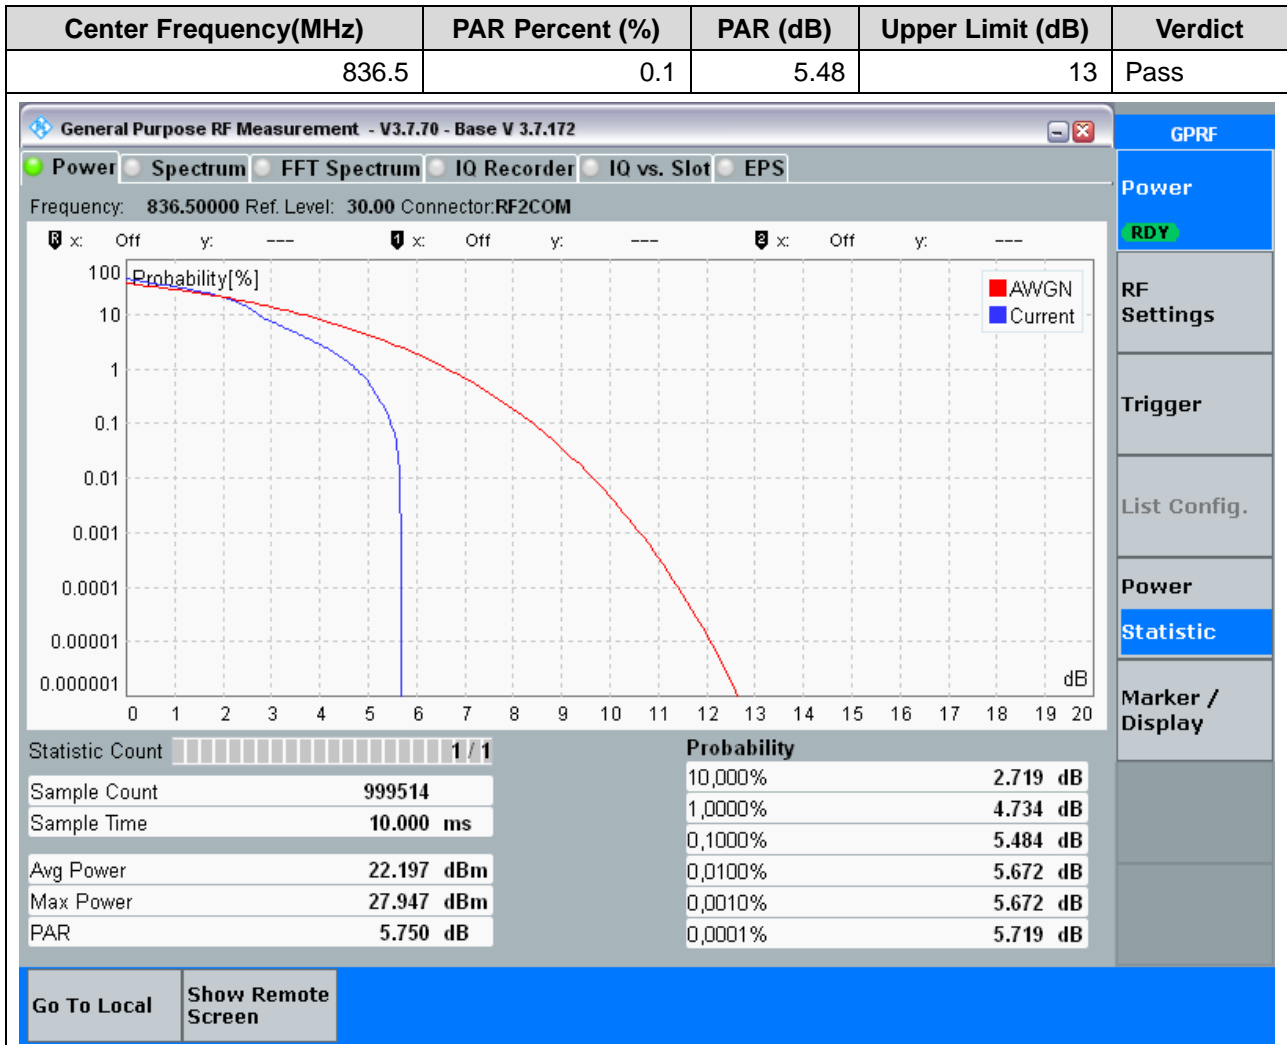 Center Frequency(MHz) PAR Percent (%) PAR (dB) Upper Limit (dB) Verdict
836.5 0.1 5.48 13 Pass
General Purpose RF Measurement - V3.7.70 - Base V 3.7.172
GPRF
Power Spectrum FFT Spectrum IQ Recorder IQ vs. Slot EPS
Power
RDY
Frequency: 836.50000 Ref. Level: 30.00 Connector:RF2COM
R x: Off y: --- 1 x: Off y: --- 2 x: Off y: ---
Probability[%]
100
10
1
0.1
0.01
0.001
0.0001
0.00001
0.000001
AWGN
Current
dB
0 1 2 3 4 5 6 7 8 9 10 11 12 13 14 15 16 17 18 19 20
RF
Settings
Trigger
List Config.
Power
Statistic
Marker /
Display
Statistic Count 1 / 1
Sample Count 999514
Sample Time 10.000 ms
Avg Power 22.197 dBm
Max Power 27.947 dBm
PAR 5.750 dB
Probability
10,000% 2.719 dB
1,0000% 4.734 dB
0,1000% 5.484 dB
0,0100% 5.672 dB
0,0010% 5.672 dB
0,0001% 5.719 dB
Go To Local
Show Remote
Screen